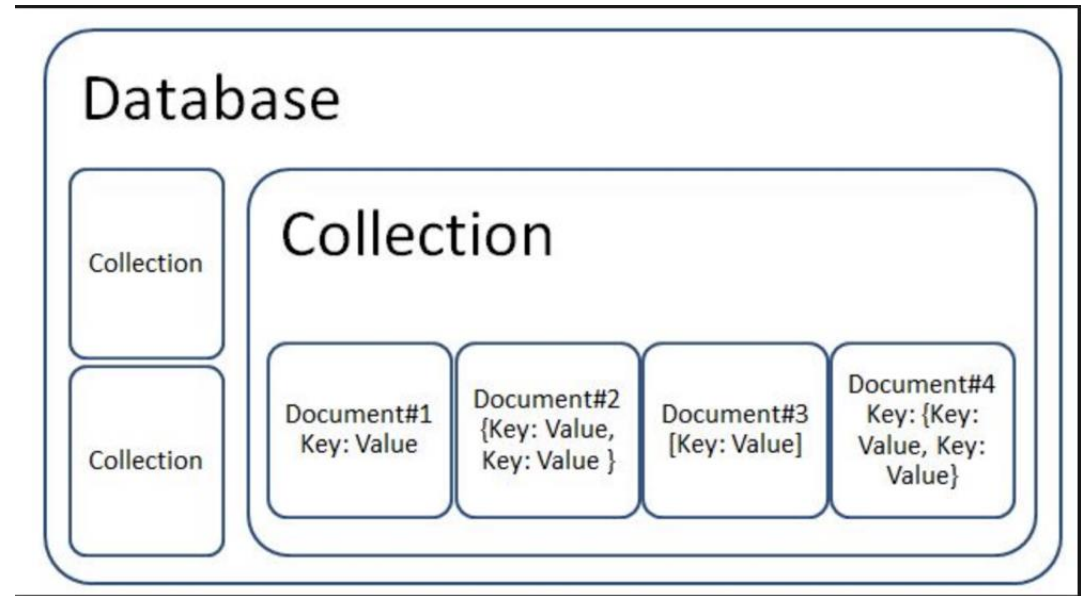 Database
Collection
Collection
Collection
Document#1
Key: Value
Document#2
{Key: Value,
Key: Value }
Document#3
[Key: Value]
Document#4
Key: {Key:
Value, Key:
Value}